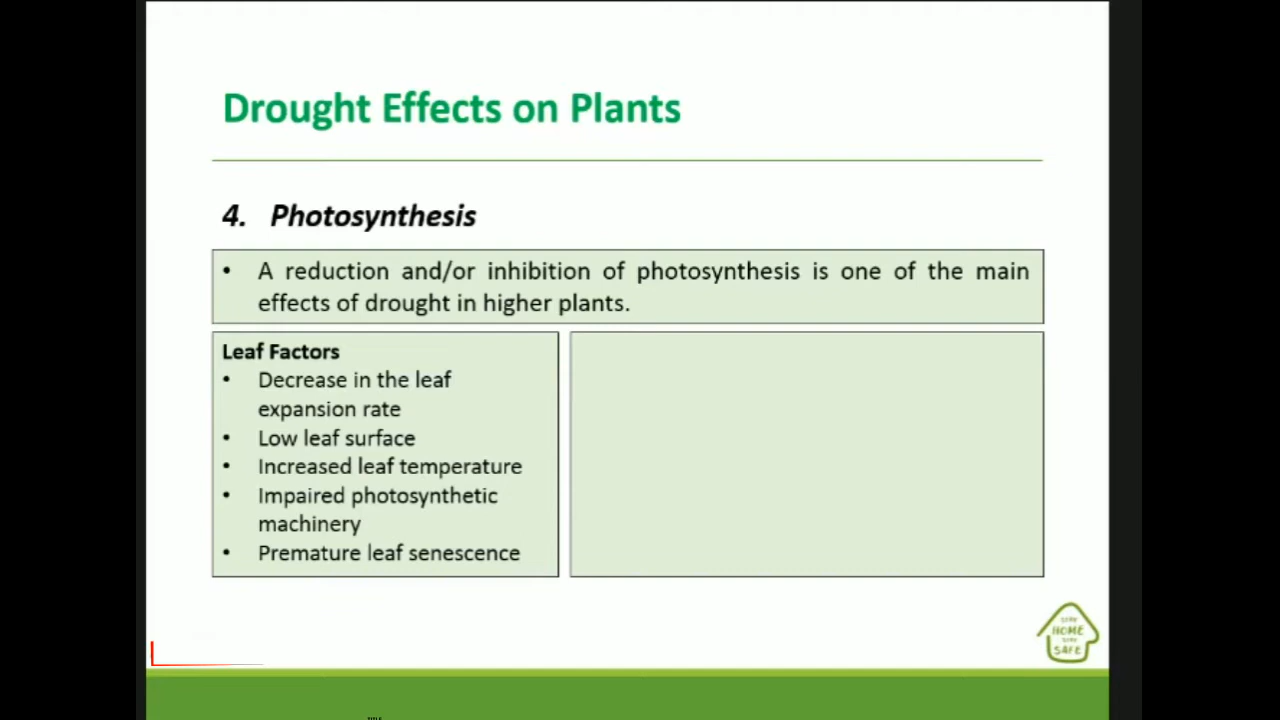 Drought Effects on Plants
4. Photosynthesis
• A reduction and/or inhibition of photosynthesis is one of the main
effects of drought in higher plants.
Leaf Factors
• Decrease in the leaf
expansion rate
• Low leaf surface
• Increased leaf temperature
• Impaired photosynthetic
machinery
• Premature leaf senescence
HOME
SAFE